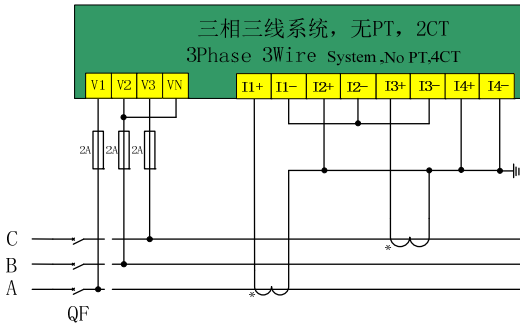 三相三线系统，无PT，2CT
3Phase 3Wire System ,No PT,4CT
V1 V2 V3 VN I1+ I1- I2+ I2- I3+ I3- I4+ I4-
2A 2A 2A
C *
B
A *
QF